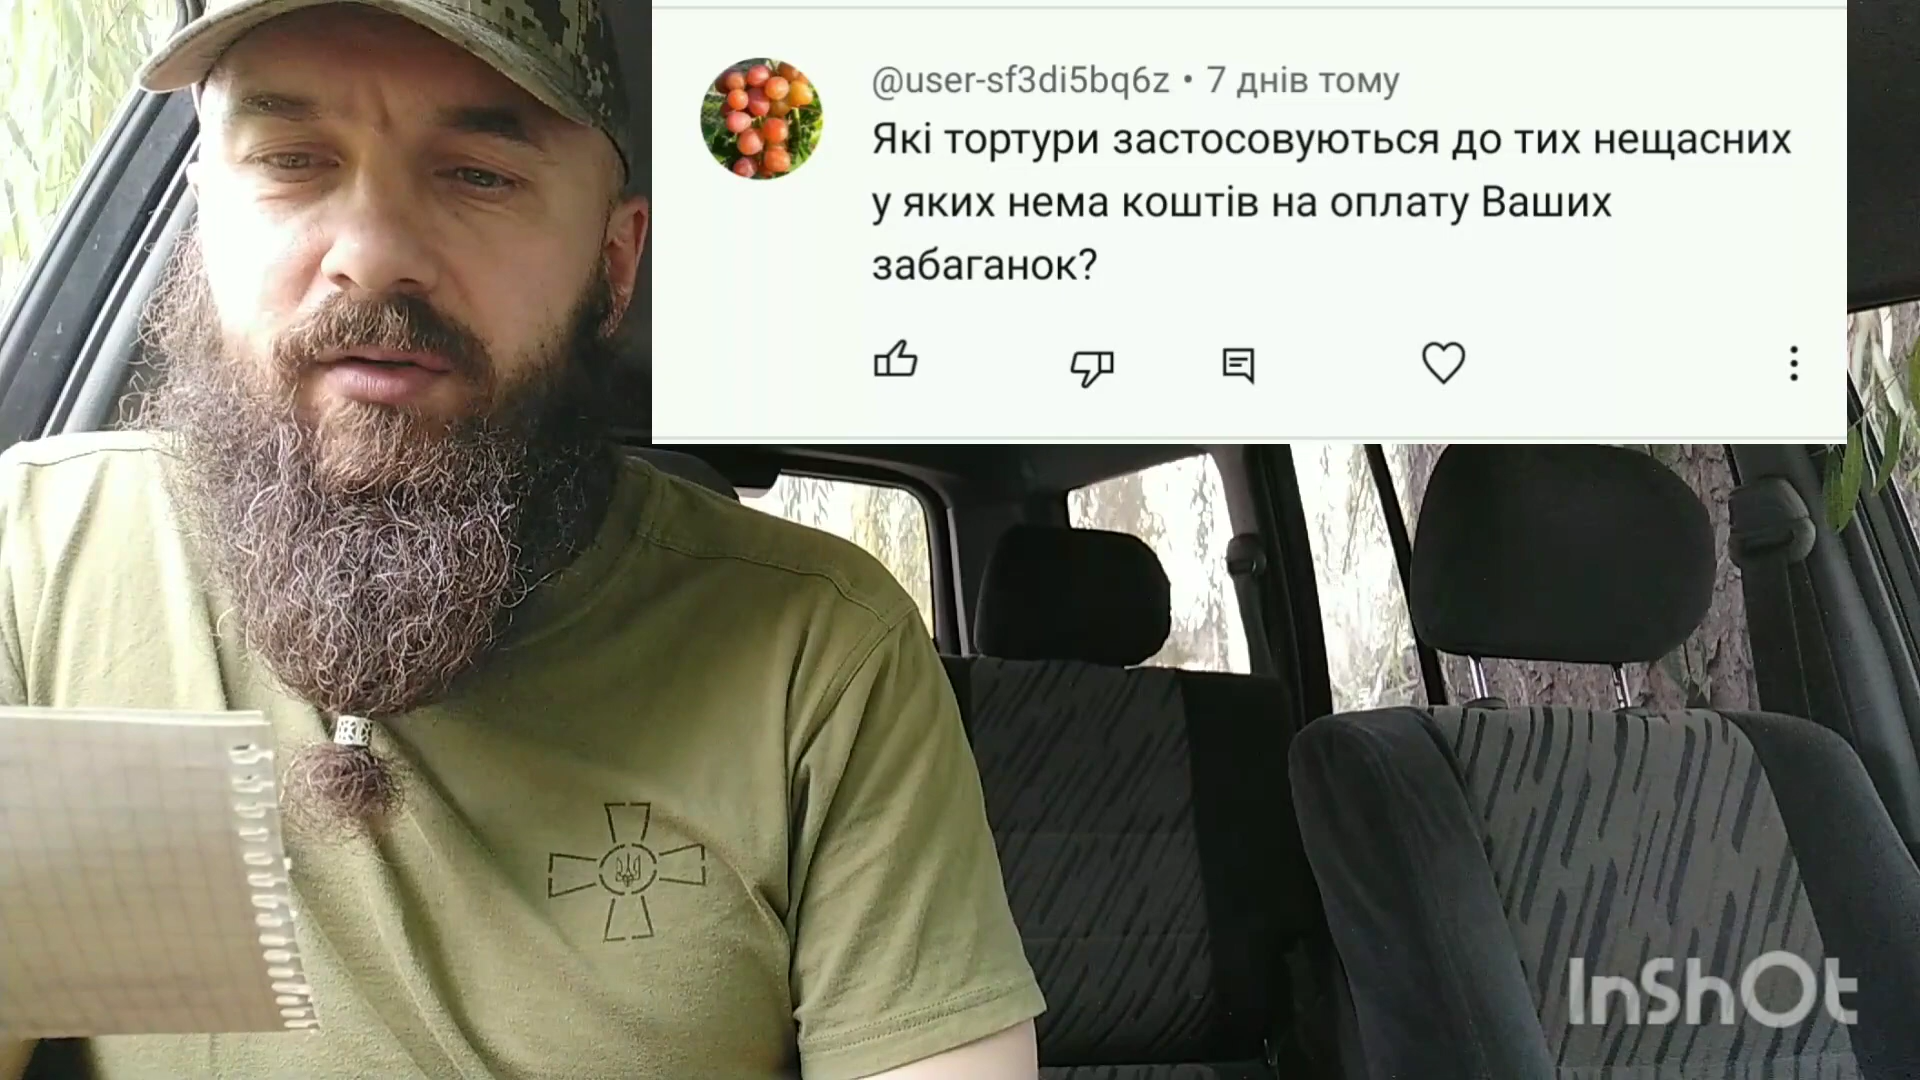 @user-sf3di5bq6z • 7 днів тому
Які тортури застосовуються до тих нещасних
у яких нема коштів на оплату Ваших
забаганок?
InShOt